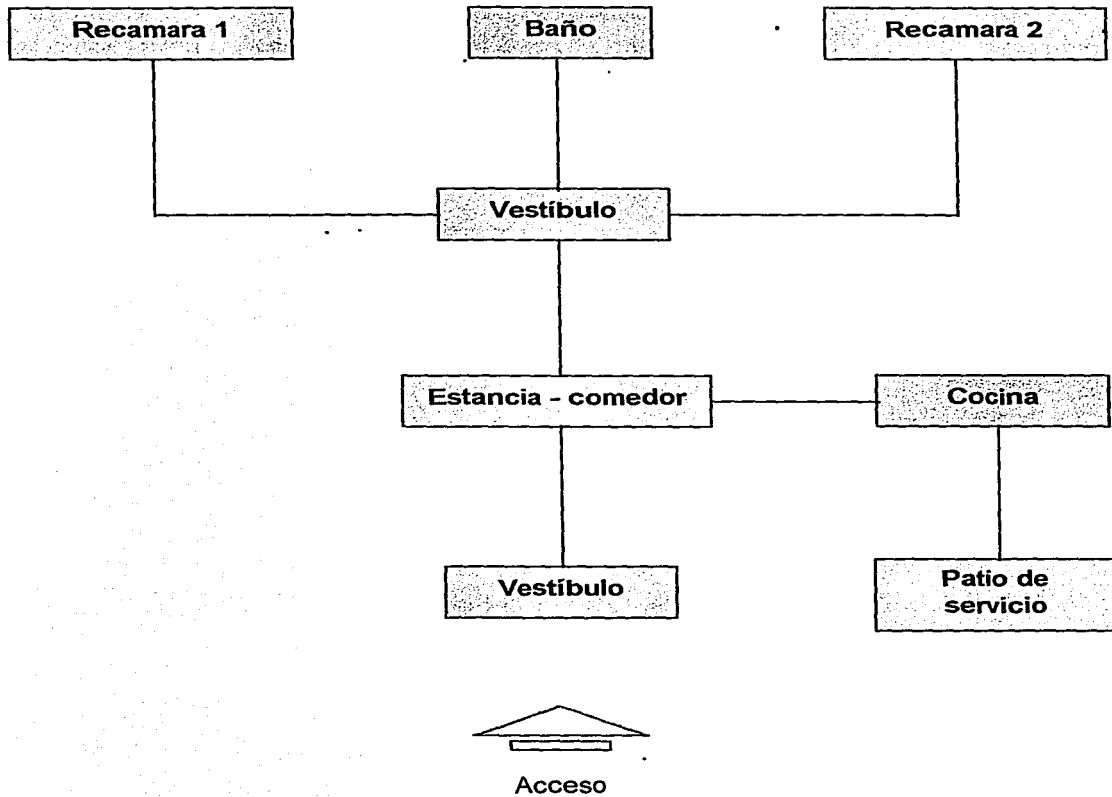 Recamara 1
Baño
Recamara 2
Vestíbulo
Estancia - comedor
Cocina
Vestíbulo
Patio de
servicio
Acceso